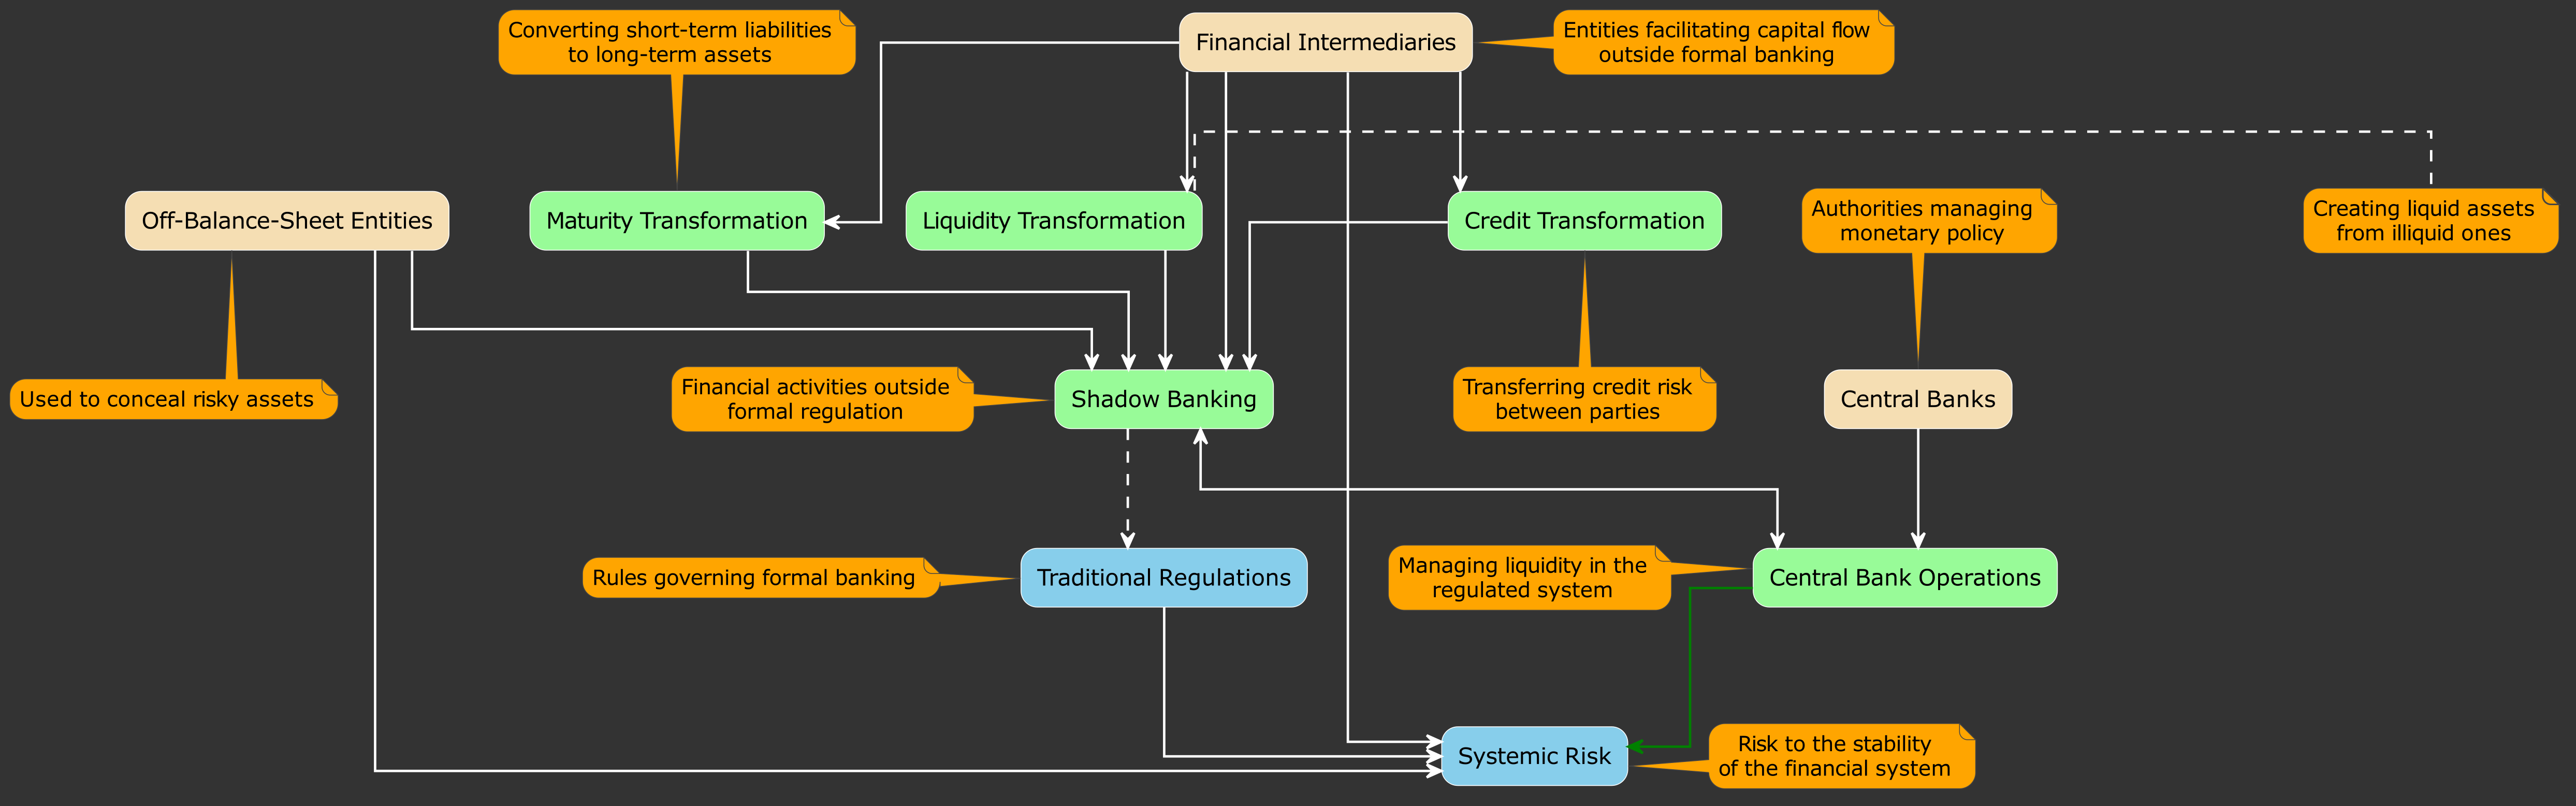 Converting short-term liabilities
to long-term assets
Financial Intermediaries
Entities facilitating capital flow
outside formal banking
Off-Balance-Sheet Entities
Maturity Transformation
Liquidity Transformation
Credit Transformation
Authorities managing
monetary policy
Creating liquid assets
from illiquid ones
Used to conceal risky assets
Financial activities outside
formal regulation
Shadow Banking
Transferring credit risk
between parties
Central Banks
Rules governing formal banking
Traditional Regulations
Managing liquidity in the
regulated system
Central Bank Operations
Systemic Risk
Risk to the stability
of the financial system